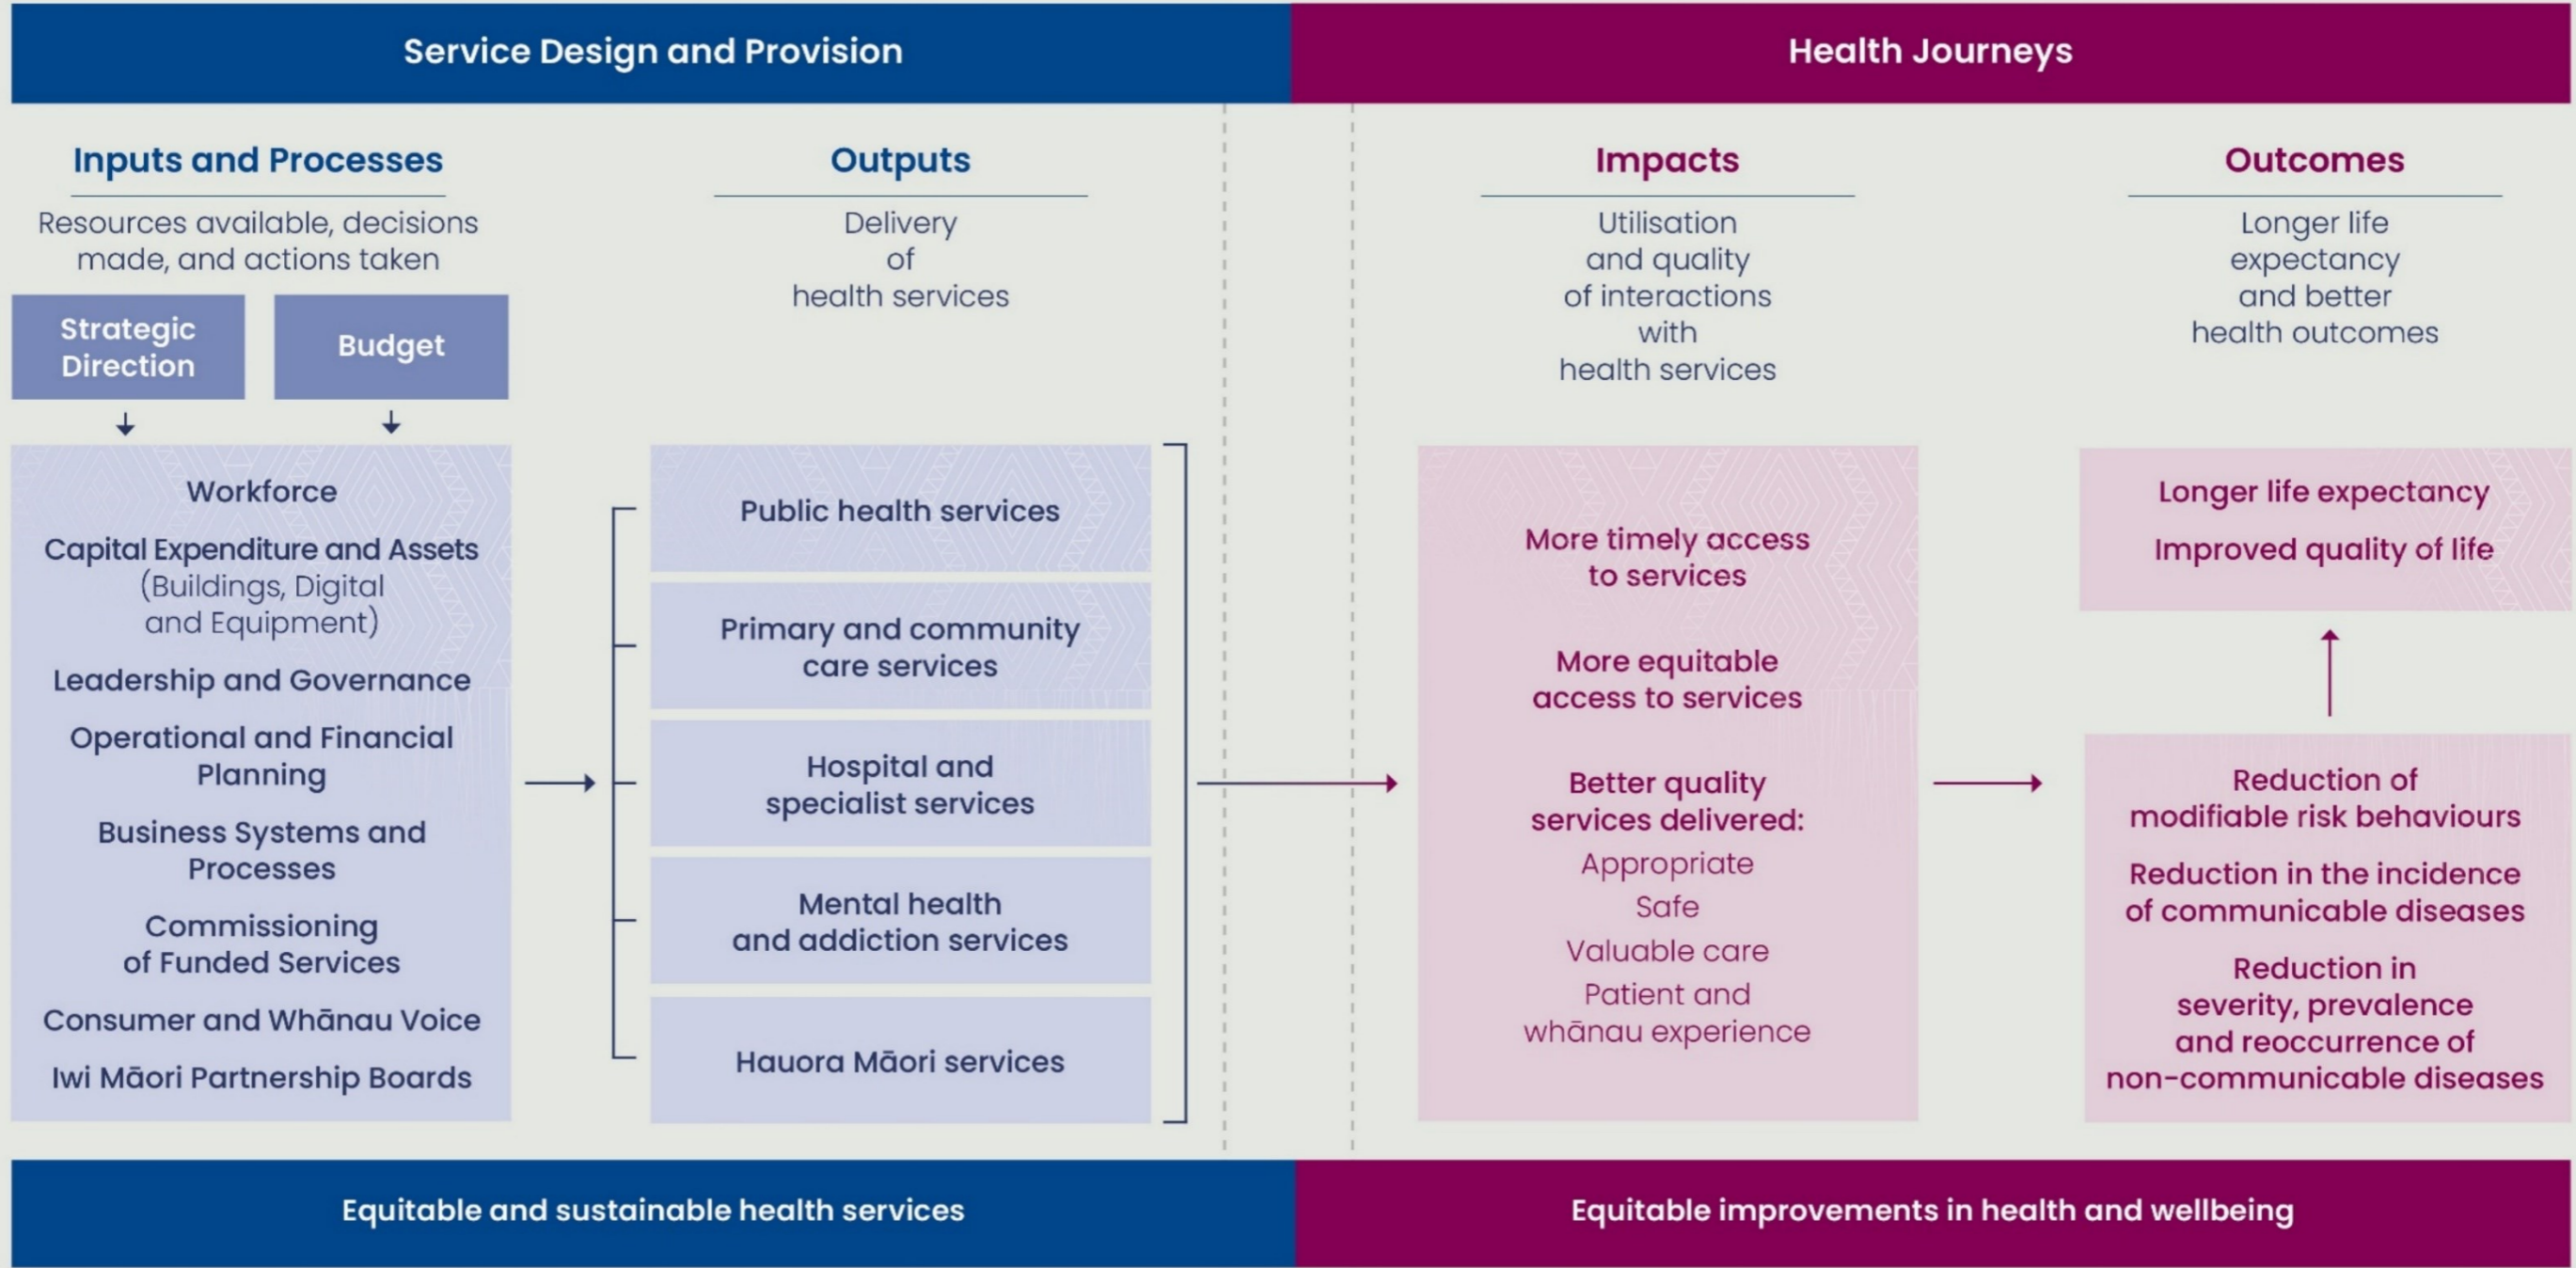 Service Design and Provision
Health Journeys
Inputs and Processes
Resources available, decisions
made, and actions taken
Strategic
Direction
Budget
Workforce
Capital Expenditure and Assets
(Buildings, Digital
and Equipment)
Leadership and Governance
Operational and Financial
Planning
Business Systems and
Processes
Commissioning
of Funded Services
Consumer and Whānau Voice
Iwi Māori Partnership Boards
Outputs
Delivery
of
health services
Public health services
Primary and community
care services
Hospital and
specialist services
Mental health
and addiction services
Hauora Māori services
Impacts
Utilisation
and quality
of interactions
with
health services
More timely access
to services
More equitable
access to services
Better quality
services delivered:
Appropriate
Safe
Valuable care
Patient and
whānau experience
Outcomes
Longer life
expectancy
and better
health outcomes
Longer life expectancy
Improved quality of life
Reduction of
modifiable risk behaviours
Reduction in the incidence
of communicable diseases
Reduction in
severity, prevalence
and reoccurrence of
non-communicable diseases
Equitable and sustainable health services
Equitable improvements in health and wellbeing